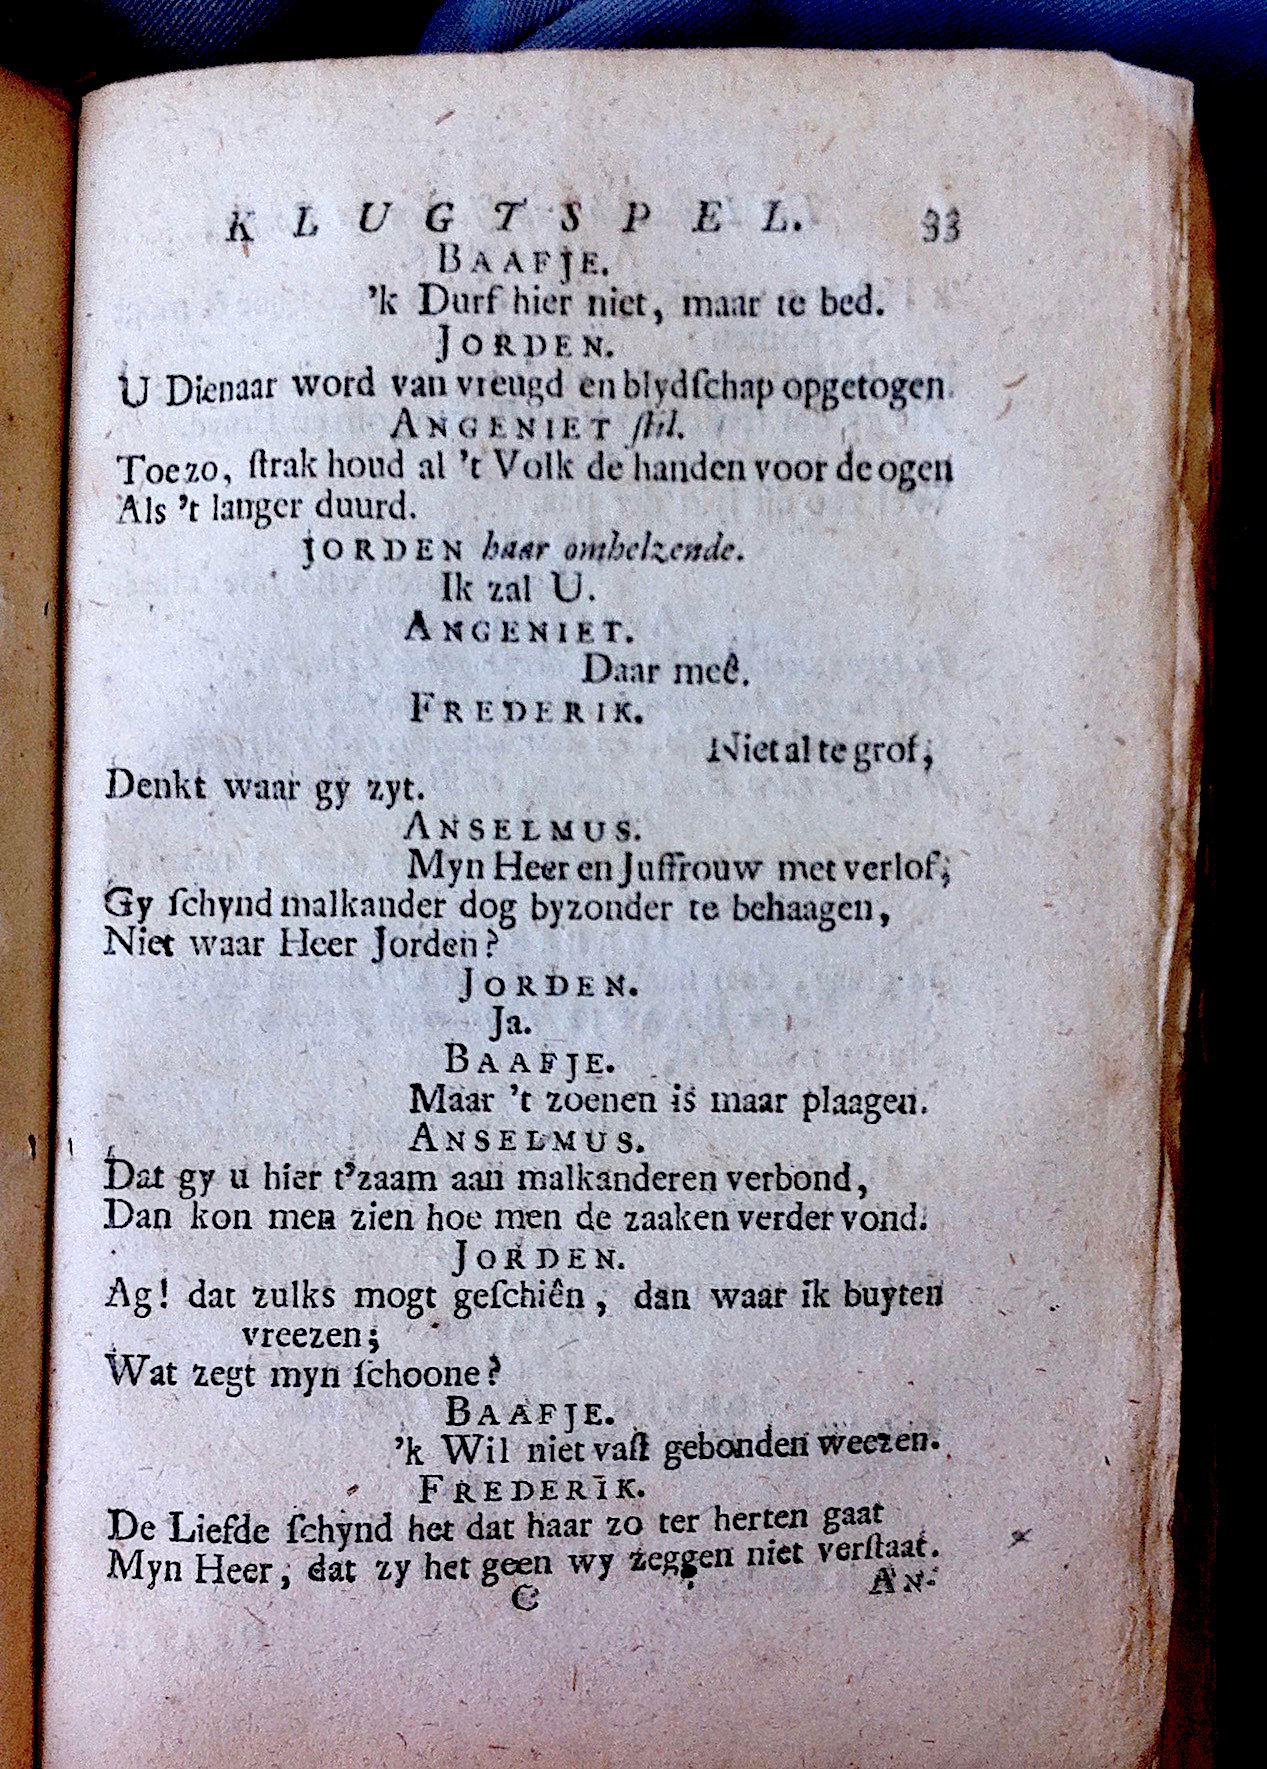 KLUGTSPEL. 33
BAAFJE.
'k Durf hier niet, maar te bed.
JORDEN.
U Dienaar word van vreugd en blydſchap opgetogen.
ANGENIET ſtil.
Toe zo, ſtrak houd al 't Volk de handen voor de ogen
Als 't langer duurd.
JORDEN haar omhelzende.
Ik zal U.
ANGENIET.
Daar meê.
FREDERIK.
Niet al te grof;
Denkt waar gy zyt.
ANSELMUS.
Myn Heer en Juffrouw met verlof;
Gy ſchynd malkander dog byzonder te behaagen,
Niet waar Heer Jorden?
JORDEN.
Ja.
BAAFJE.
Maar 't zoenen is maar plaagen.
ANSELMUS.
Dat gy u hier t'zaam aan malkanderen verbond,
Dan kon men zien hoe men de zaaken verder vond.
JORDEN.
Ag! dat zulks mogt geſchiên, dan waar ik buyten
vreezen;
Wat zegt myn ſchoone?
BAAFJE.
'k Wil niet vaſt gebonden weezen.
FREDERIK.
De Liefde ſchynd het dat haar zo ter herten gaat
Myn Heer, dat zy het geen wy zeggen niet verſtaat.
C AN-